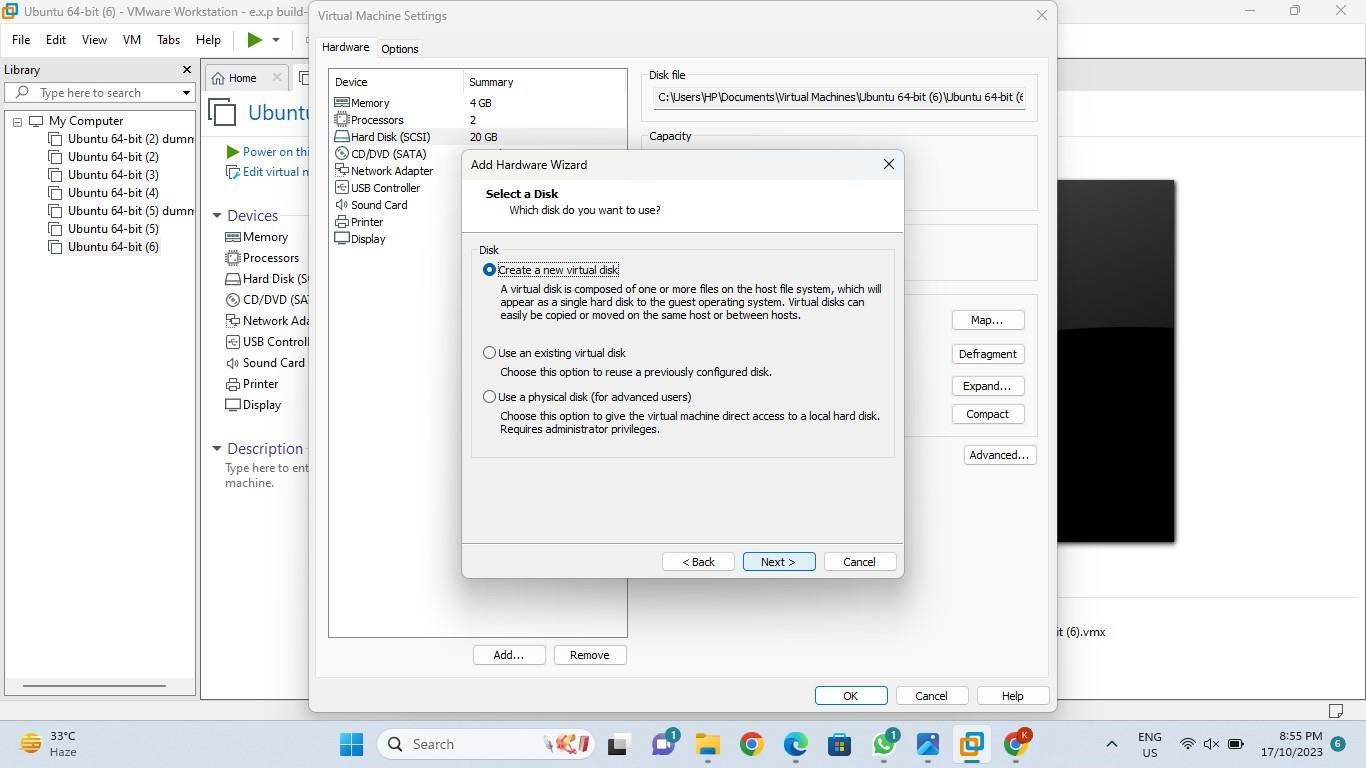 Ubuntu 64-bit (6) - VMware Workstation - e.x.p build-
File Edit View VM Tabs Help
Library
Type here to search
My Computer
Ubuntu 64-bit (2) dumm
Ubuntu 64-bit (2)
Ubuntu 64-bit (3)
Ubuntu 64-bit (4)
Ubuntu 64-bit (5) dumm
Ubuntu 64-bit (5)
Ubuntu 64-bit (6)
Home
Ubuntu
Power on thi
Edit virtual m
Devices
Memory
Processors
Hard Disk (S
CD/DVD (SA
Network Ada
USB Control
Sound Card
Printer
Display
Description
Type here to ent
machine.
Virtual Machine Settings
Hardware Options
Device Summary
Memory 4 GB
Processors 2
Hard Disk (SCSI) 20 GB
CD/DVD (SATA)
Network Adapter
USB Controller
Sound Card
Printer
Display
Add... Remove
Disk file
C:\Users\HP\Documents\Virtual Machines\Ubuntu 64-bit (6)\Ubuntu 64-bit (6
Capacity
Map...
Defragment
Expand...
Compact
Advanced...
OK Cancel Help
Add Hardware Wizard
Select a Disk
Which disk do you want to use?
Disk
Create a new virtual disk
A virtual disk is composed of one or more files on the host file system, which will
appear as a single hard disk to the guest operating system. Virtual disks can
easily be copied or moved on the same host or between hosts.
Use an existing virtual disk
Choose this option to reuse a previously configured disk.
Use a physical disk (for advanced users)
Choose this option to give the virtual machine direct access to a local hard disk.
Requires administrator privileges.
< Back Next > Cancel
it (6).vmx
33°C
Haze
Search
1
1
K
ENG
US
8:55 PM
17/10/2023
6